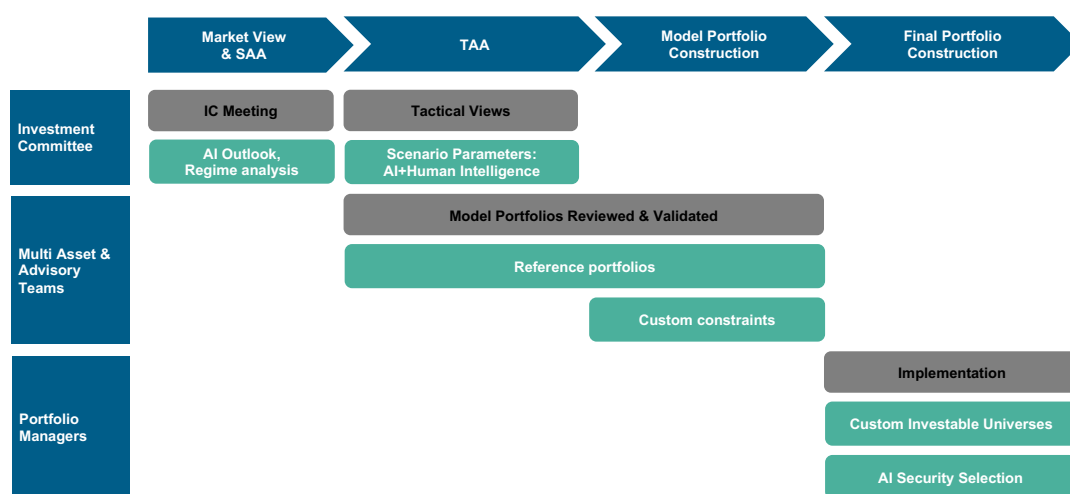 Market View
& SAA
TAA
Model Portfolio
Construction
Final Portfolio
Construction
Investment
Committee
IC Meeting
Tactical Views
AI Outlook,
Regime analysis
Scenario Parameters:
AI+Human Intelligence
Multi Asset &
Advisory
Teams
Model Portfolios Reviewed & Validated
Reference portfolios
Custom constraints
Portfolio
Managers
Implementation
Custom Investable Universes
AI Security Selection